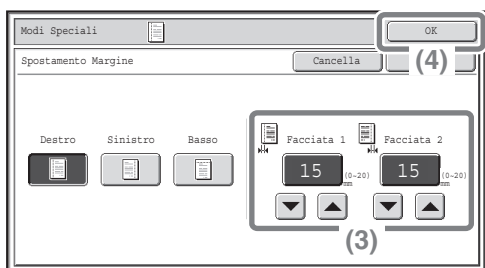 Modi Speciali
OK
Spostamento Margine
Cancella
(4)
Destro
Sinistro
Basso
Facciata 1
Facciata 2
15
(0~20)
mm
15
(0~20)
mm
(3)